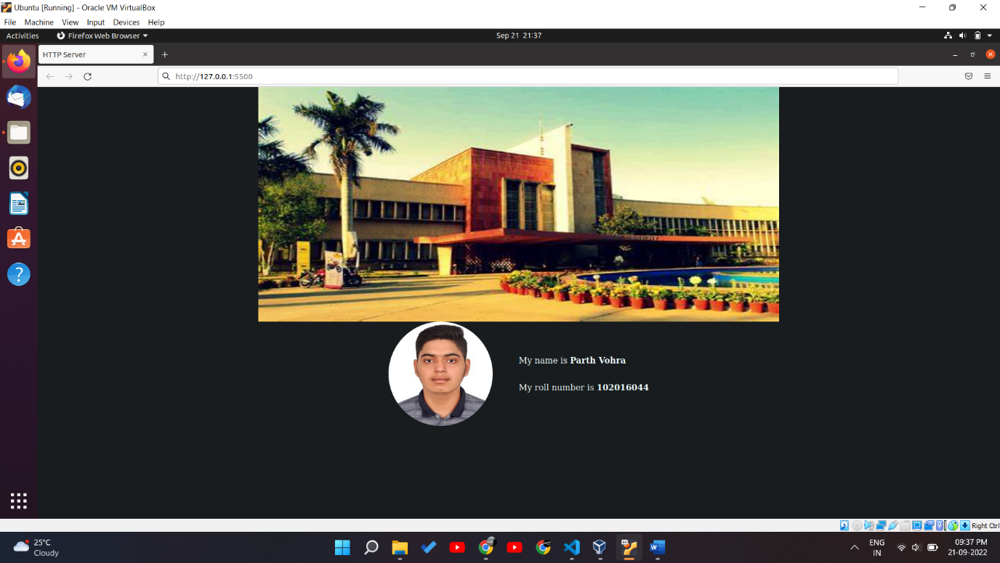 Ubuntu [Running] - Oracle VM VirtualBox
File Machine View Input Devices Help
Activities Firefox Web Browser Sep 21 21:37
HTTP Server
http://127.0.0.1:5500
My name is Parth Vohra
My roll number is 102016044
Right Ctrl
25°C
Cloudy
ENG
IN
09:37 PM
21-09-2022